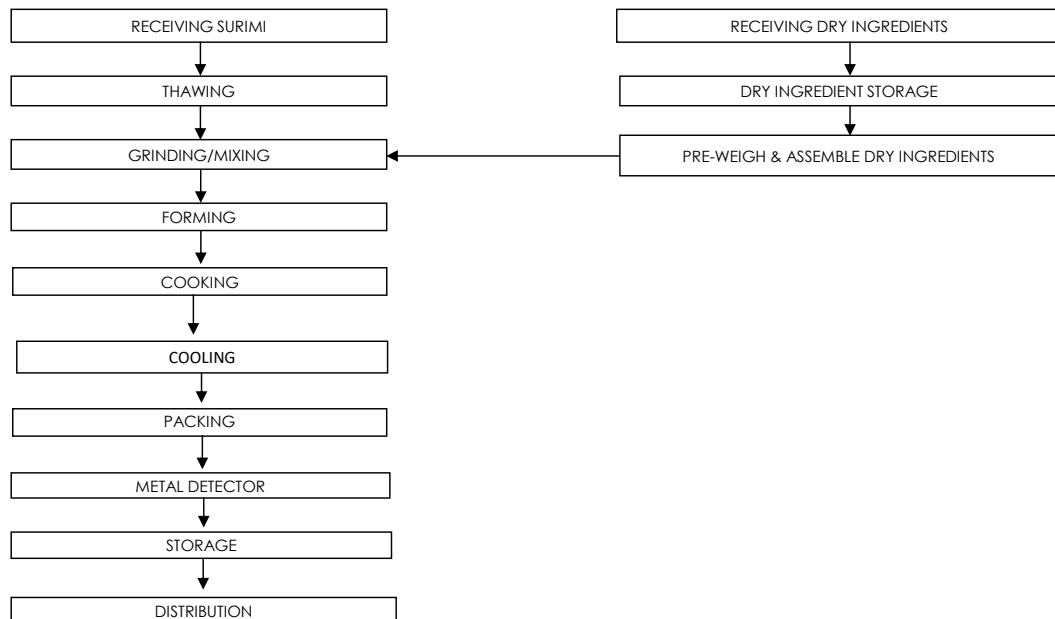 RECEIVING SURIMI
THAWING
GRINDING/MIXING
FORMING
COOKING
COOLING
PACKING
METAL DETECTOR
STORAGE
DISTRIBUTION
RECEIVING DRY INGREDIENTS
DRY INGREDIENT STORAGE
PRE-WEIGH & ASSEMBLE DRY INGREDIENTS